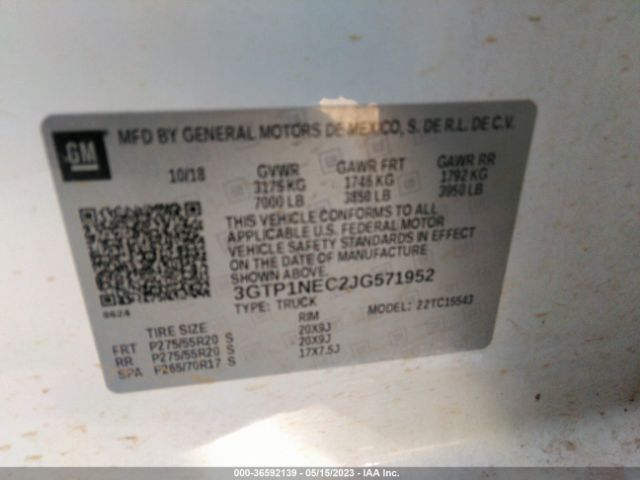 GM
MFD BY GENERAL MOTORS DE MEXICO, S. DE R.L. DE C.V.
10/18 GVWR GAWR FRT GAWR RR
3175 KG 1746 KG 1792 KG
7000 LB 3850 LB 3950 LB
THIS VEHICLE CONFORMS TO ALL
APPLICABLE U.S. FEDERAL MOTOR
VEHICLE SAFETY STANDARDS IN EFFECT
ON THE DATE OF MANUFACTURE SHOWN ABOVE.
3GTP1NEC2JG571952
8624 TYPE: TRUCK MODEL: 22TC15543
TIRE SIZE RIM
FRT P275/55R20 S 20X9J
RR P275/55R20 S 20X9J
SPA P265/70R17 S 17X7.5J
000-36592139 - 05/15/2023 - IAA Inc.